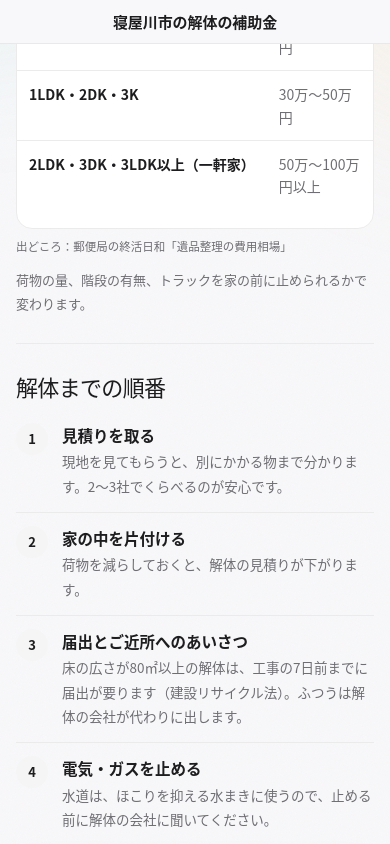 寝屋川市の解体の補助金
円
1LDK・2DK・3K
30万〜50万
円
2LDK・3DK・3LDK以上（一軒家）
50万〜100万
円以上
出どころ：郵便局の終活日和「遺品整理の費用相場」
荷物の量、階段の有無、トラックを家の前に止められるかで
変わります。
解体までの順番
1
見積りを取る
現地を見てもらうと、別にかかる物まで分かりま
す。2〜3社でくらべるのが安心です。
2
家の中を片付ける
荷物を減らしておくと、解体の見積りが下がりま
す。
3
届出とご近所へのあいさつ
床の広さが80㎡以上の解体は、工事の7日前までに
届出が要ります（建設リサイクル法）。ふつうは解
体の会社が代わりに出します。
4
電気・ガスを止める
水道は、ほこりを抑える水まきに使うので、止める
前に解体の会社に聞いてください。